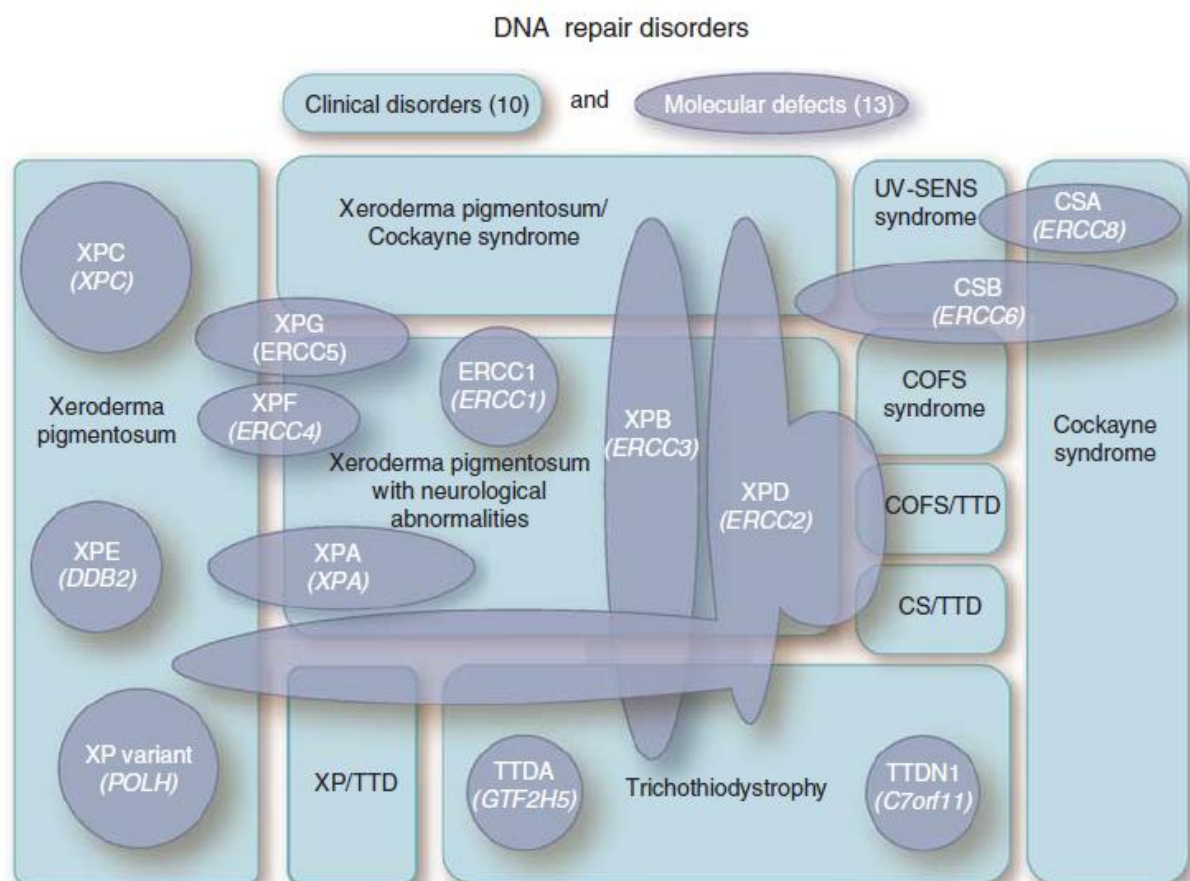 DNA repair disorders
Clinical disorders (10)
and
Molecular defects (13)
XPC
(XPC)
Xeroderma pigmentosum/
Cockayne syndrome
UV-SENS
syndrome
CSA
(ERCC8)
CSB
(ERCC6)
XPG
(ERCC5)
ERCC1
(ERCC1)
XPF
(ERCC4)
Xeroderma
pigmentosum
XPB
(ERCC3)
COFS
syndrome
Cockayne
syndrome
Xeroderma pigmentosum
with neurological
abnormalities
XPD
(ERCC2)
COFS/TTD
XPE
(DDB2)
XPA
(XPA)
CS/TTD
XP variant
(POLH)
XP/TTD
TTDA
(GTF2H5)
Trichothiodystrophy
TTDN1
(C7orf11)